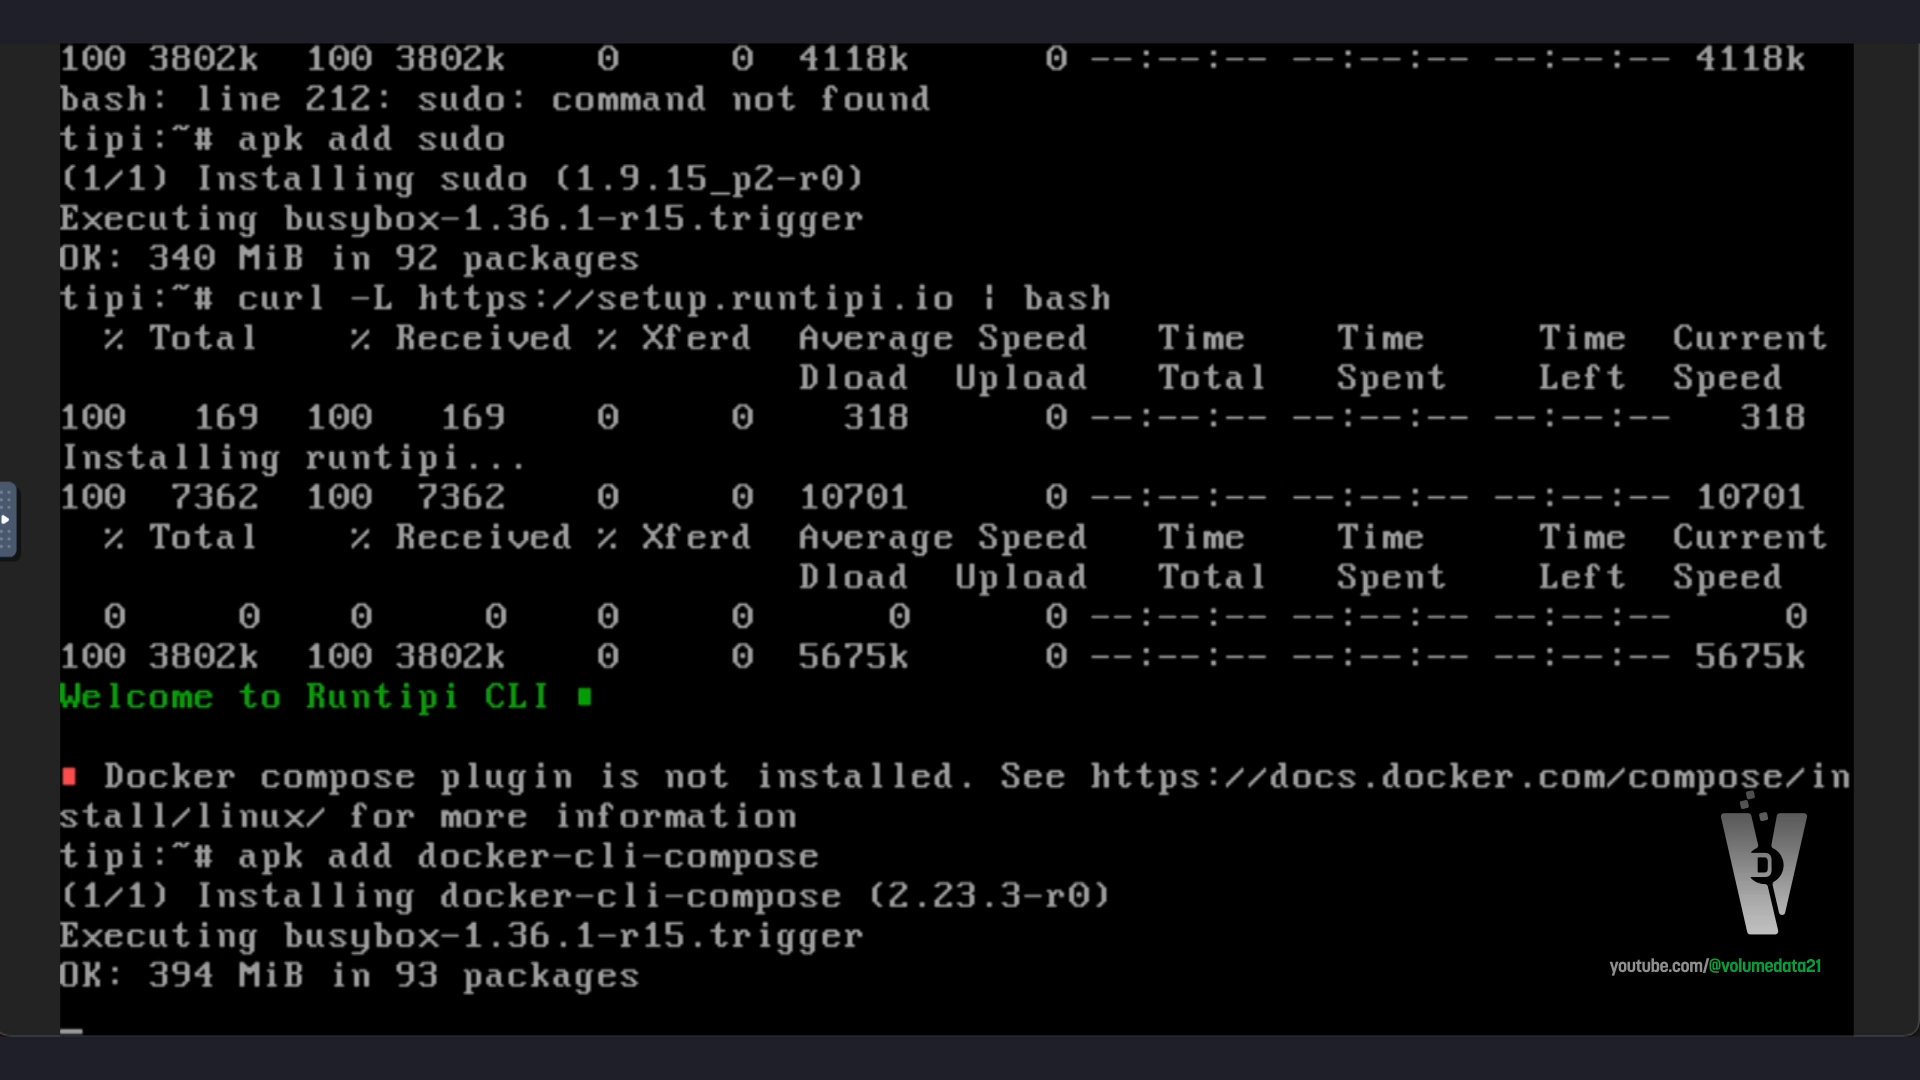 100 3802k 100 3802k 0 0 4118k 0 --:--:-- --:--:-- --:--:-- 4118k
bash: line 212: sudo: command not found
tipi:~# apk add sudo
(1/1) Installing sudo (1.9.15_p2-r0)
Executing busybox-1.36.1-r15.trigger
OK: 340 MiB in 92 packages
tipi:~# curl -L https://setup.runtipi.io | bash
% Total % Received % Xferd Average Speed Time Time Time Current
Dload Upload Total Spent Left Speed
100 169 100 169 0 0 318 0 --:--:-- --:--:-- --:--:-- 318
Installing runtipi...
100 7362 100 7362 0 0 10701 0 --:--:-- --:--:-- --:--:-- 10701
% Total % Received % Xferd Average Speed Time Time Time Current
Dload Upload Total Spent Left Speed
0 0 0 0 0 0 0 0 --:--:-- --:--:-- --:--:-- 0
100 3802k 100 3802k 0 0 5675k 0 --:--:-- --:--:-- --:--:-- 5675k
Welcome to Runtipi CLI
Docker compose plugin is not installed. See https://docs.docker.com/compose/in
stall/linux/ for more information
tipi:~# apk add docker-cli-compose
(1/1) Installing docker-cli-compose (2.23.3-r0)
Executing busybox-1.36.1-r15.trigger
OK: 394 MiB in 93 packages
VD
youtube.com/@volumedata21